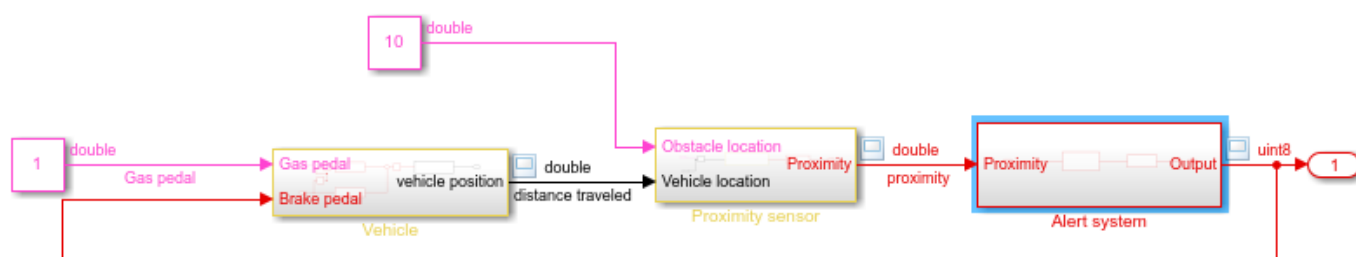 double
10
double
1
Gas pedal
Gas pedal
Brake pedal
vehicle position
Vehicle
double
distance traveled
Obstacle location
Vehicle location
Proximity
Proximity sensor
double
proximity
Proximity
Output
Alert system
uint8
1